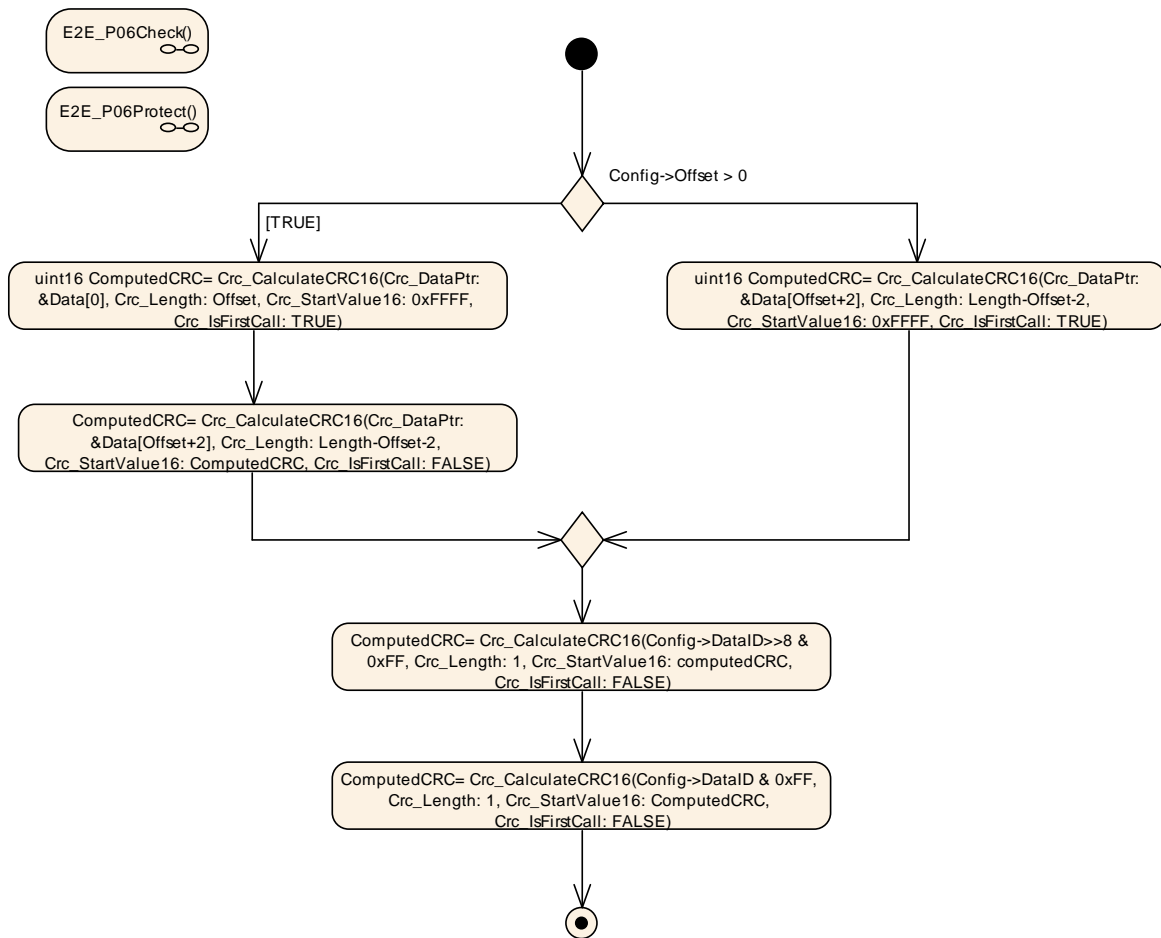 E2E_P06Check()
E2E_P06Protect()
Config->Offset > 0
[TRUE]
uint16 ComputedCRC= Crc_CalculateCRC16(Crc_DataPtr:
&Data[0], Crc_Length: Offset, Crc_StartValue16: 0xFFFF,
Crc_IsFirstCall: TRUE)
uint16 ComputedCRC= Crc_CalculateCRC16(Crc_DataPtr:
&Data[Offset+2], Crc_Length: Length-Offset-2,
Crc_StartValue16: 0xFFFF, Crc_IsFirstCall: TRUE)
ComputedCRC= Crc_CalculateCRC16(Crc_DataPtr:
&Data[Offset+2], Crc_Length: Length-Offset-2,
Crc_StartValue16: ComputedCRC, Crc_IsFirstCall: FALSE)
ComputedCRC= Crc_CalculateCRC16(Config->DataID>>8 &
0xFF, Crc_Length: 1, Crc_StartValue16: computedCRC,
Crc_IsFirstCall: FALSE)
ComputedCRC= Crc_CalculateCRC16(Config->DataID & 0xFF,
Crc_Length: 1, Crc_StartValue16: ComputedCRC,
Crc_IsFirstCall: FALSE)